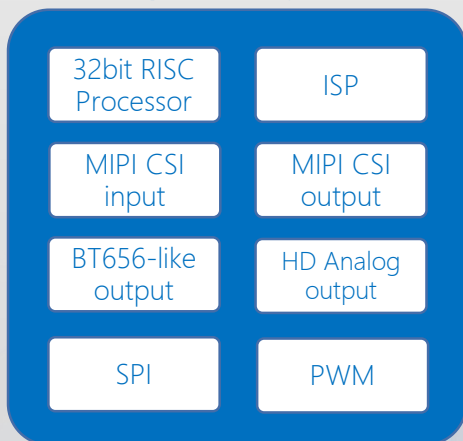 32bit RISC
Processor
ISP
MIPI CSI
input
MIPI CSI
output
BT656-like
output
HD Analog
output
SPI
PWM